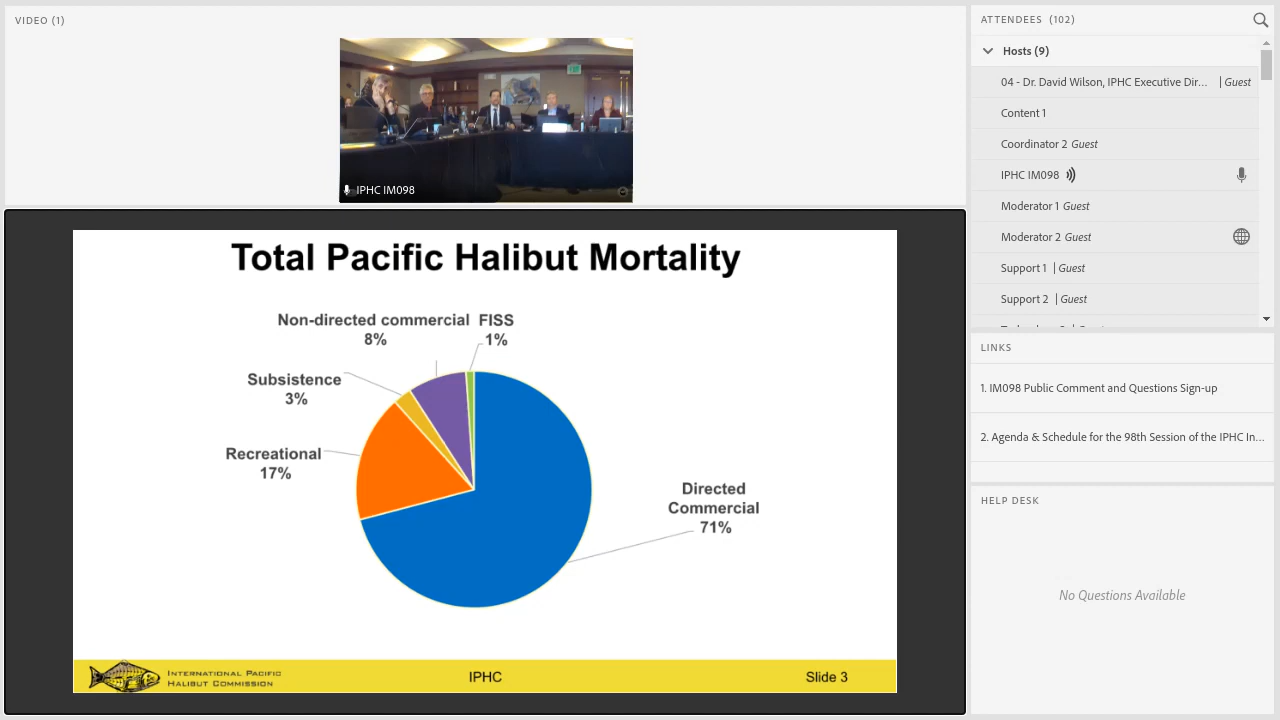 VIDEO (1)
IPHC IM098
Total Pacific Halibut Mortality
Non-directed commercial
8%
FISS
1%
Subsistence
3%
Recreational
17%
Directed
Commercial
71%
INTERNATIONAL PACIFIC
HALIBUT COMMISSION
IPHC
Slide 3
ATTENDEES (102)
Hosts (9)
04 - Dr. David Wilson, IPHC Executive Dir... | Guest
Content 1
Coordinator 2 Guest
IPHC IM098
Moderator 1 Guest
Moderator 2 Guest
Support 1 | Guest
Support 2 | Guest
LINKS
1. IM098 Public Comment and Questions Sign-up
2. Agenda & Schedule for the 98th Session of the IPHC In...
HELP DESK
No Questions Available